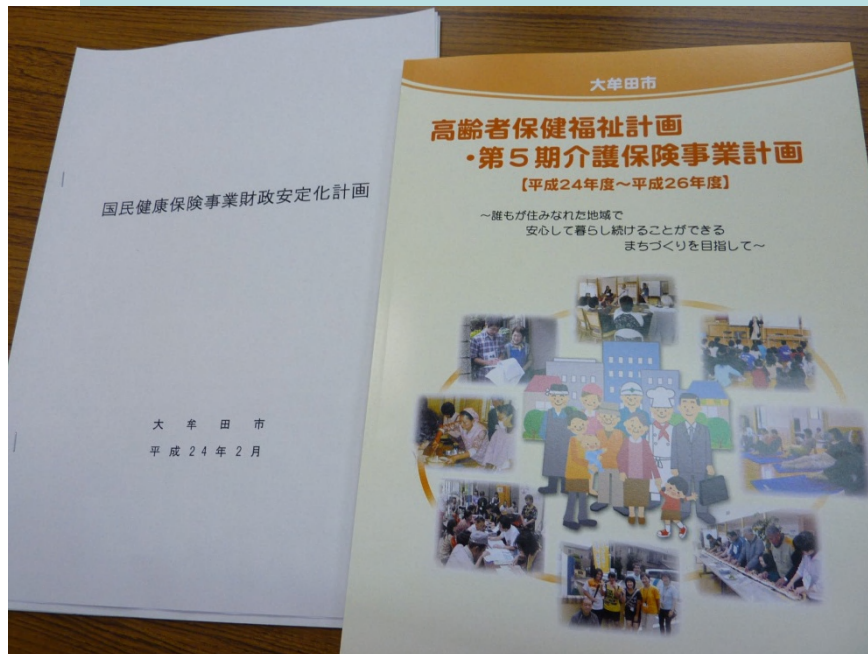 国民健康保険事業財政安定化計画
大牟田市
平成24年2月
大牟田市
高齢者保健福祉計画
・第5期介護保険事業計画
【平成24年度～平成26年度】
～誰もが住みなれた地域で
安心して暮らし続けることができる
まちづくりを目指して～